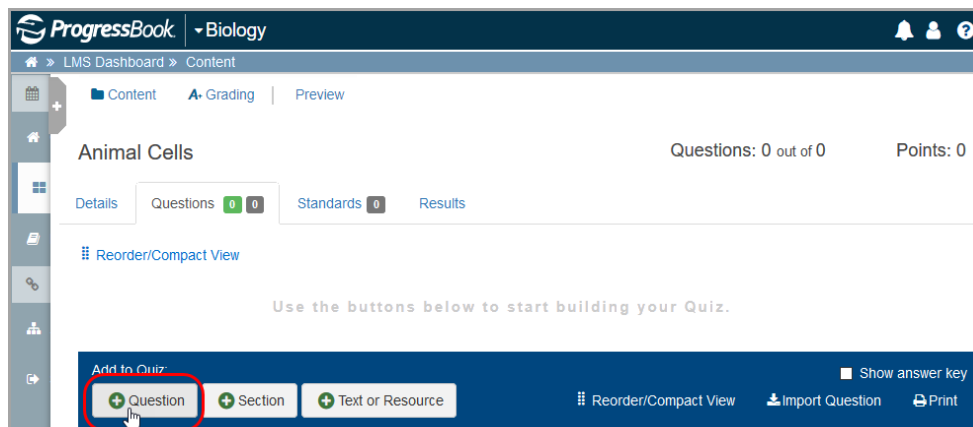 ProgressBook. Biology
» LMS Dashboard » Content
Content A+ Grading | Preview
Animal Cells Questions: 0 out of 0 Points: 0
Details Questions 0 0 Standards 0 Results
Reorder/Compact View
Use the buttons below to start building your Quiz.
Add to Quiz: Show answer key
Question Section Text or Resource Reorder/Compact View Import Question Print